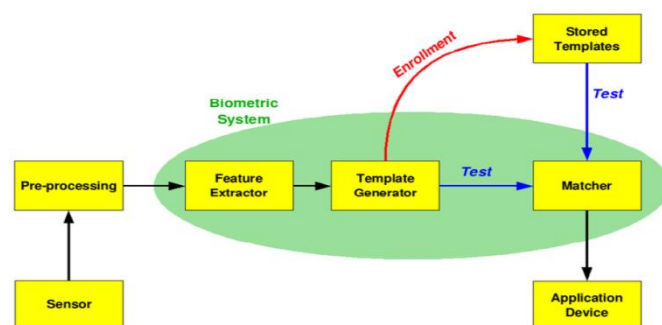 Stored
Templates
Enrollment
Test
Biometric
System
Pre-processing
Feature
Extractor
Template
Generator
Test
Matcher
Sensor
Application
Device